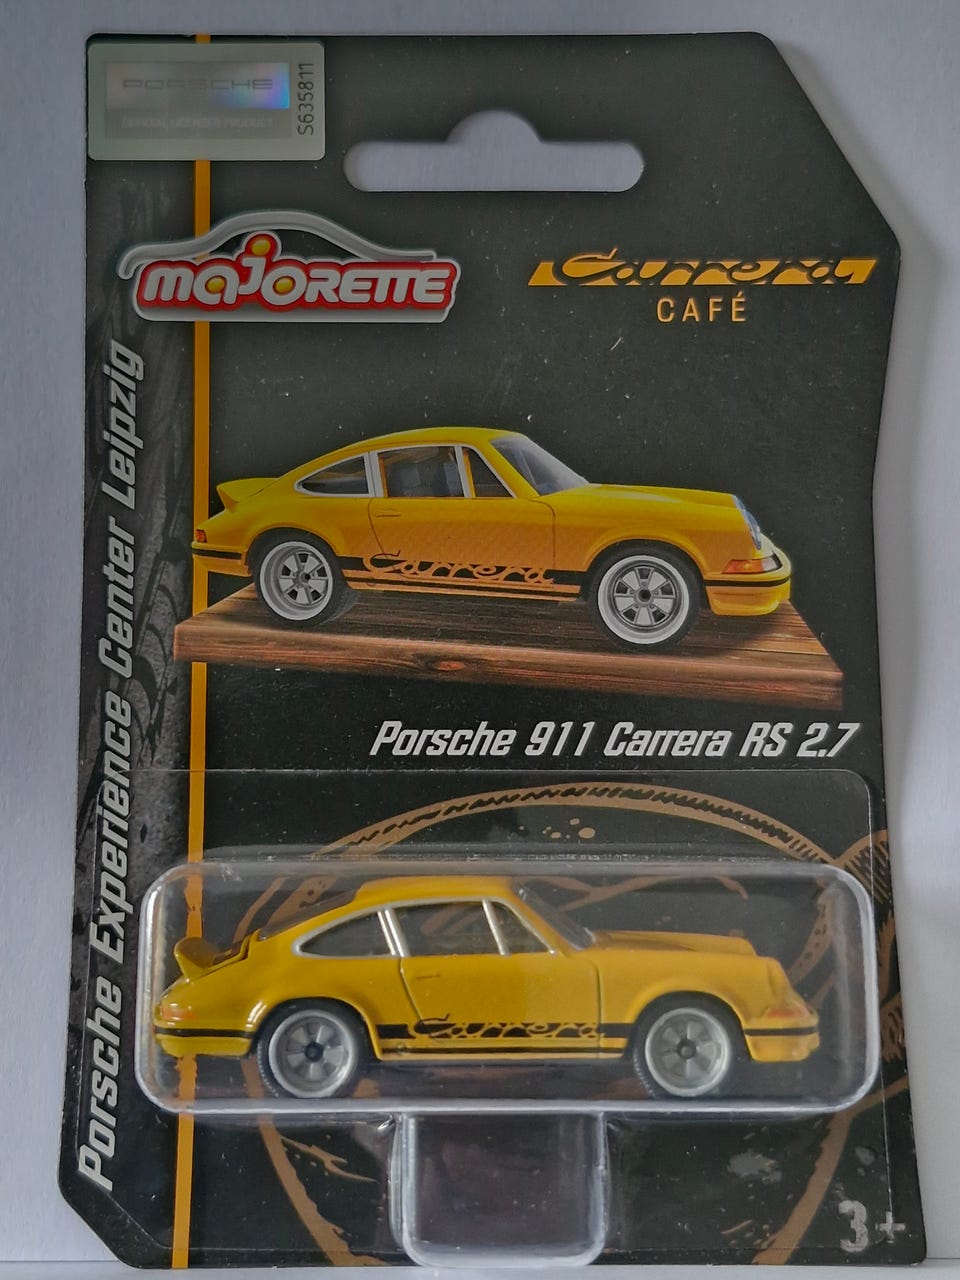 PORSCHE
OFFICIAL LICENSED PRODUCT
S635811
MAJORETTE
Carrera
CAFÉ
Porsche Experience Center Leipzig
Carrera
Porsche 911 Carrera RS 2.7
Carrera
3+